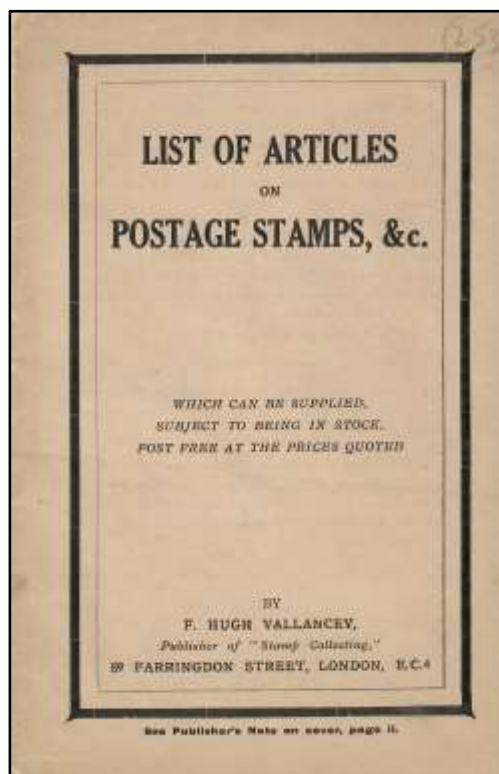 LIST OF ARTICLES
ON
POSTAGE STAMPS, &c.
WHICH CAN BE SUPPLIED,
SUBJECT TO BEING IN STOCK,
POST FREE AT THE PRICES QUOTED
BY
F. HUGH VALLANCEY,
Publisher of "Stamp Collecting,"
89 FARRINGDON STREET, LONDON, E.C.4
See Publisher's Note on cover, page ii.